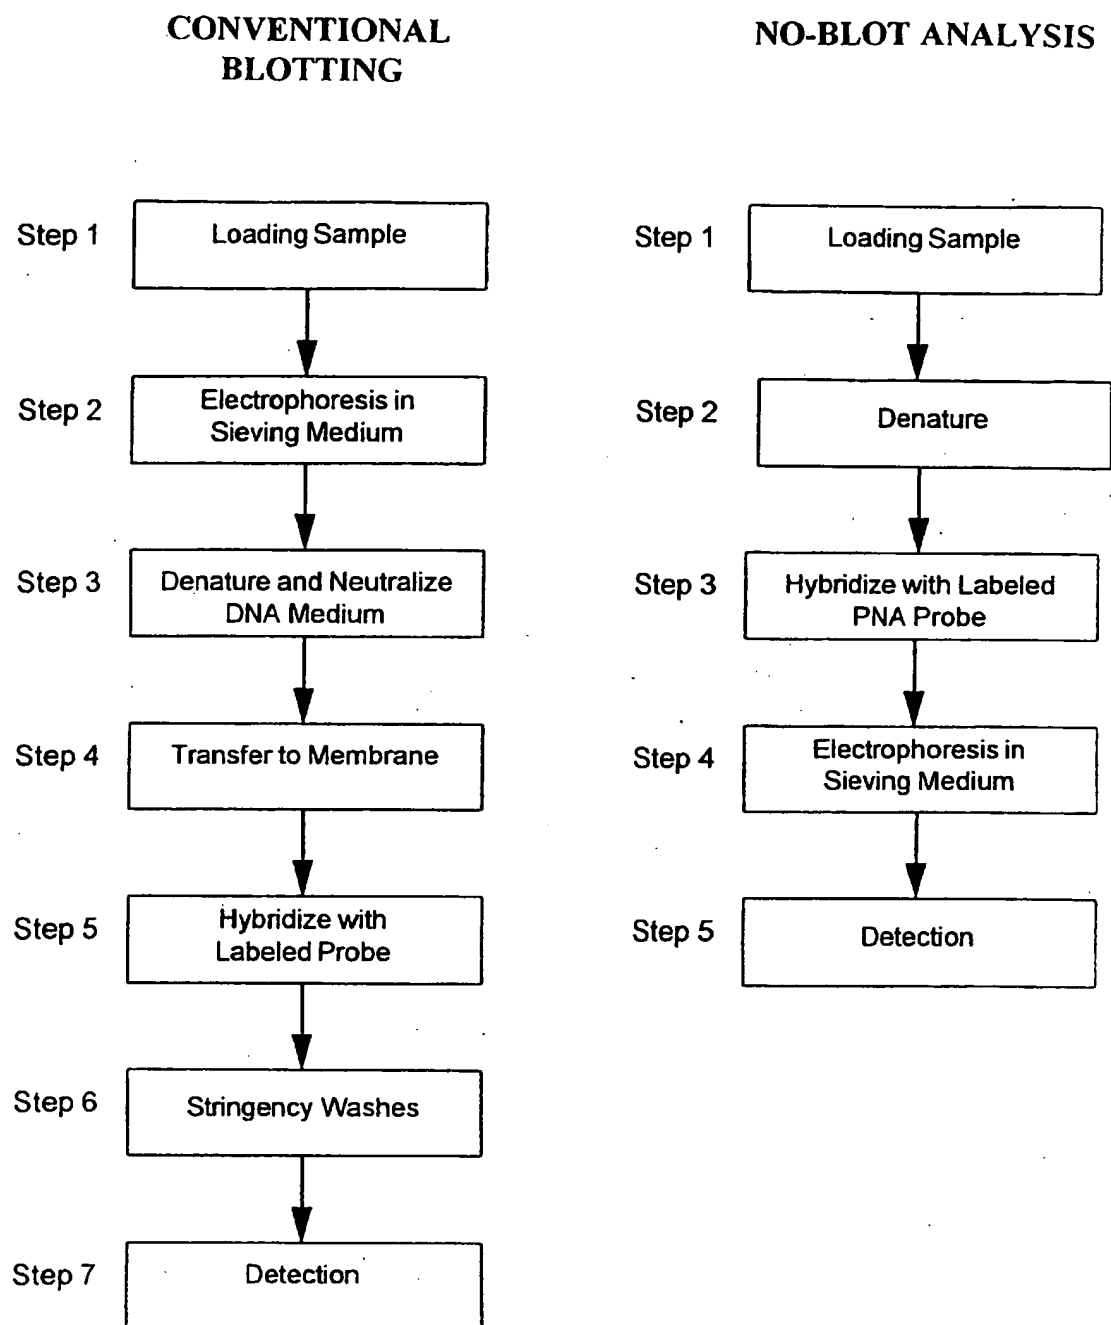 CONVENTIONAL
BLOTTING
Step 1
Loading Sample
Step 2
Electrophoresis in
Sieving Medium
Step 3
Denature and Neutralize
DNA Medium
Step 4
Transfer to Membrane
Step 5
Hybridize with
Labeled Probe
Step 6
Stringency Washes
Step 7
Detection
NO-BLOT ANALYSIS
Step 1
Loading Sample
Step 2
Denature
Step 3
Hybridize with Labeled
PNA Probe
Step 4
Electrophoresis in
Sieving Medium
Step 5
Detection